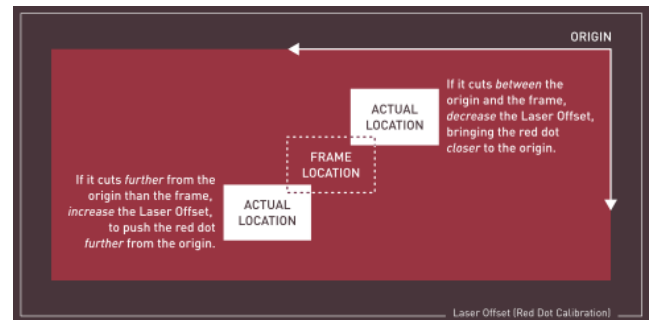 ORIGIN
If it cuts between the
origin and the frame,
decrease the Laser Offset,
bringing the red dot
closer to the origin.
ACTUAL
LOCATION
FRAME
LOCATION
If it cuts further from the
origin than the frame,
increase the Laser Offset,
to push the red dot
further from the origin.
ACTUAL
LOCATION
Laser Offset (Red Dot Calibration)